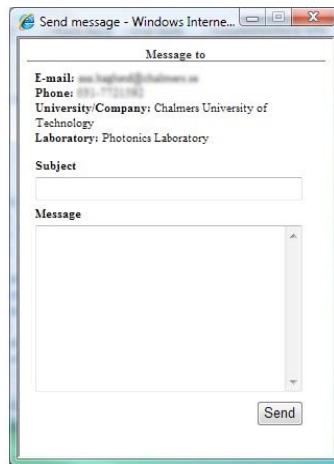 Send message - Windows Interne...
Message to
E-mail:
Phone:
University/Company: Chalmers University of
Technology
Laboratory: Photonics Laboratory
Subject
Message
Send